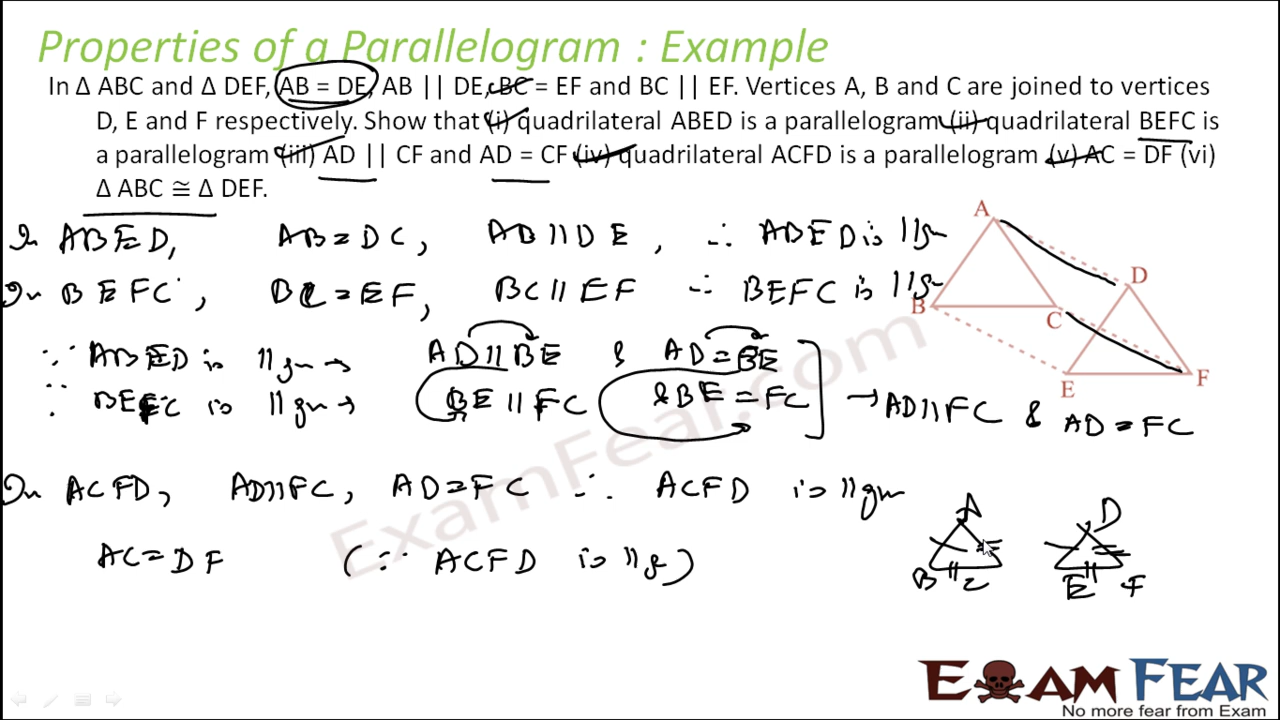 Properties of a Parallelogram : Example
In Δ ABC and Δ DEF, AB = DE, AB || DE, BC = EF and BC || EF. Vertices A, B and C are joined to vertices
D, E and F respectively. Show that (i) quadrilateral ABED is a parallelogram (ii) quadrilateral BEFC is
a parallelogram (iii) AD || CF and AD = CF (iv) quadrilateral ACFD is a parallelogram (v) AC = DF (vi)
Δ ABC ≅ Δ DEF.
In ABED, AB = DC, AB || DE, ∴ ABED is ||gm
In BEFC, BC = EF, BC || EF ∴ BEFC is ||gm
∵ ABED is ||gm → AD || BE & AD = BE
∵ BEFC is ||gm → BE || FC & BE = FC → AD || FC & AD = FC
In ACFD, AD || FC, AD = FC ∴ ACFD is ||gm
AC = DF (∵ ACFD is ||g)
A
D
B
C
E
F
A
D
B C
E F
ExamFear.com
EXAM FEAR
No more fear from Exam